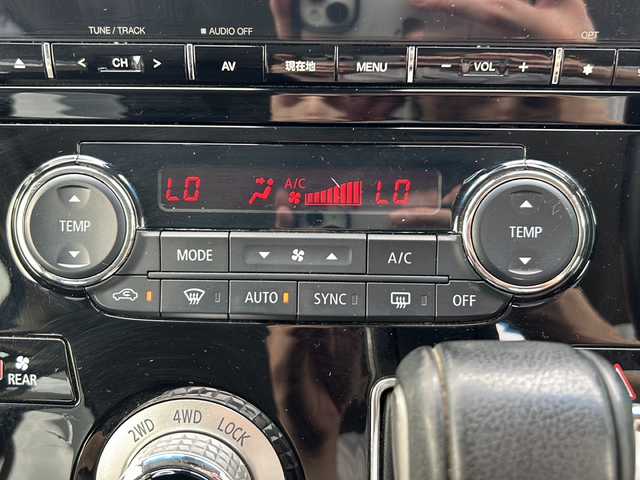 TUNE / TRACK
AUDIO OFF
OPT
< CH >
AV
現在地
MENU
− VOL +
LO
A/C
LO
TEMP
TEMP
MODE
A/C
AUTO
SYNC
OFF
REAR
2WD
4WD
LOCK